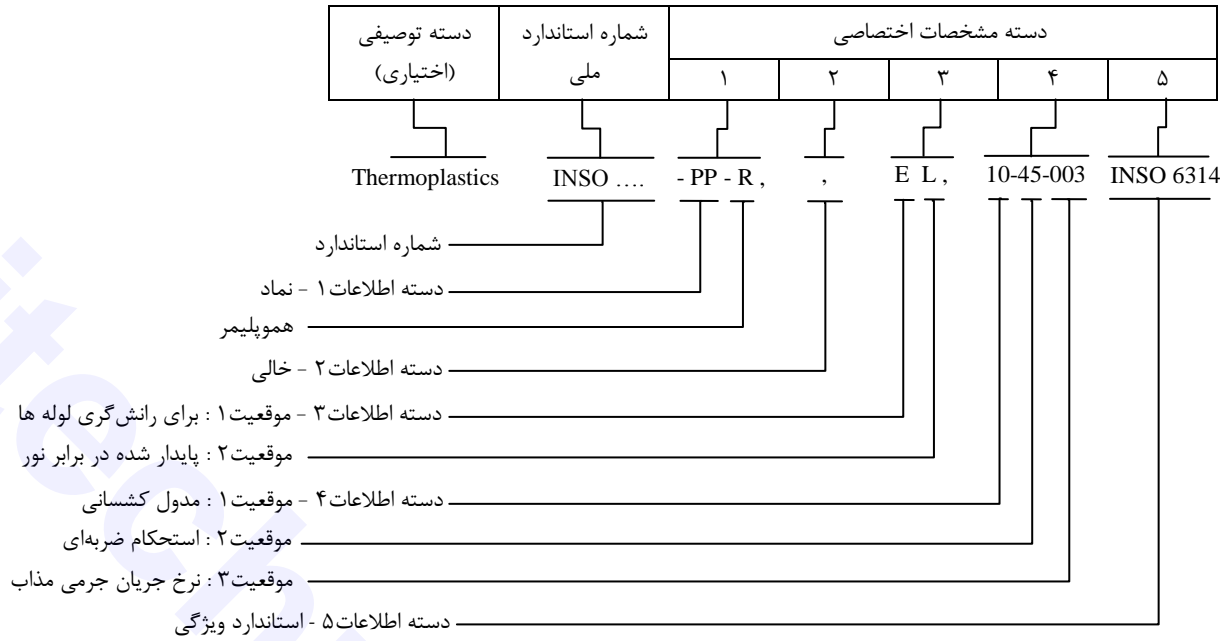 دسته توصیفی (اختیاری)
شماره استاندارد ملی
دسته مشخصات اختصاصی
۱ ۲ ۳ ۴ ۵
Thermoplastics INSO …. - PP - R , , E L , 10-45-003 INSO 6314
شماره استاندارد
دسته اطلاعات۱ - نماد
هموپلیمر
دسته اطلاعات۲ - خالی
دسته اطلاعات۳ - موقعیت۱ : برای رانش‌گری لوله ها
موقعیت۲ : پایدار شده در برابر نور
دسته اطلاعات۴ - موقعیت۱ : مدول کشسانی
موقعیت۲ : استحکام ضربه‌ای
موقعیت۳ : نرخ جریان جرمی مذاب
دسته اطلاعات۵ - استاندارد ویژگی